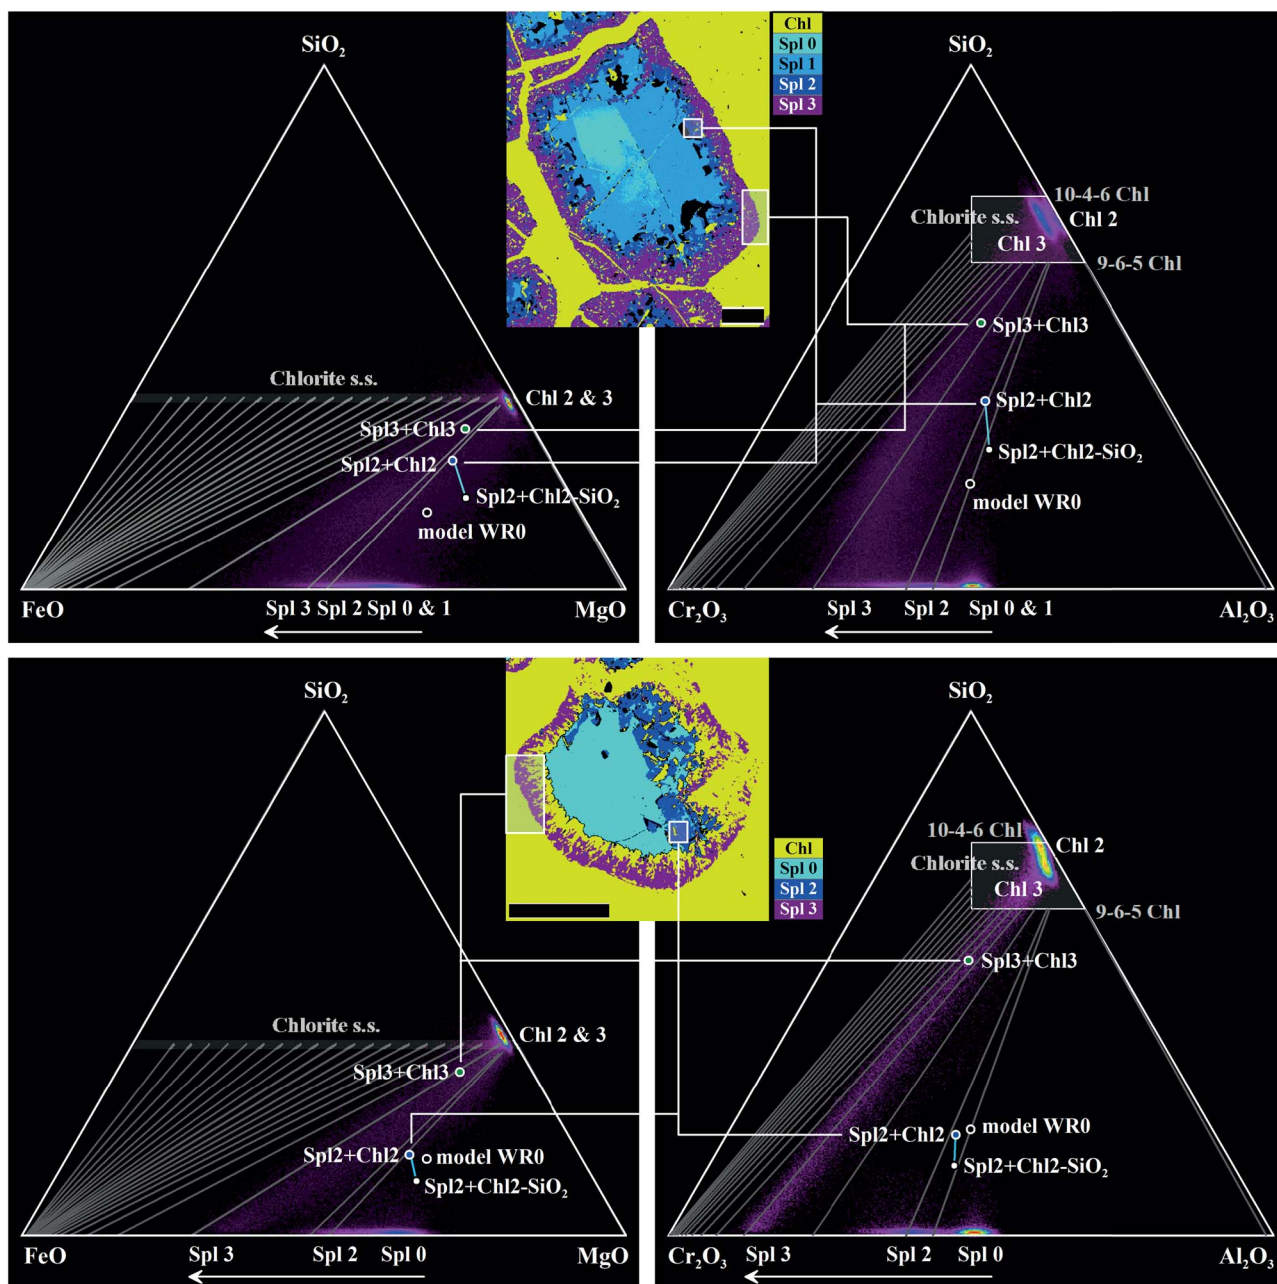 SiO₂
Chlorite s.s.
Chl 2 & 3
Spl3+Chl3
Spl2+Chl2
Spl2+Chl2-SiO₂
model WR0
FeO
Spl 3 Spl 2 Spl 0 & 1
MgO
Chl
Spl 0
Spl 1
Spl 2
Spl 3
SiO₂
10-4-6 Chl
Chlorite s.s.
Chl 2
Chl 3
9-6-5 Chl
Spl3+Chl3
Spl2+Chl2
Spl2+Chl2-SiO₂
model WR0
Cr₂O₃
Spl 3 Spl 2 Spl 0 & 1
Al₂O₃
SiO₂
Chlorite s.s.
Chl 2 & 3
Spl3+Chl3
Spl2+Chl2
model WR0
Spl2+Chl2-SiO₂
FeO
Spl 3 Spl 2 Spl 0
MgO
Chl
Spl 0
Spl 2
Spl 3
SiO₂
10-4-6 Chl
Chl 2
Chlorite s.s.
Chl 3
9-6-5 Chl
Spl3+Chl3
Spl2+Chl2
model WR0
Spl2+Chl2-SiO₂
Cr₂O₃
Spl 3 Spl 2 Spl 0
Al₂O₃